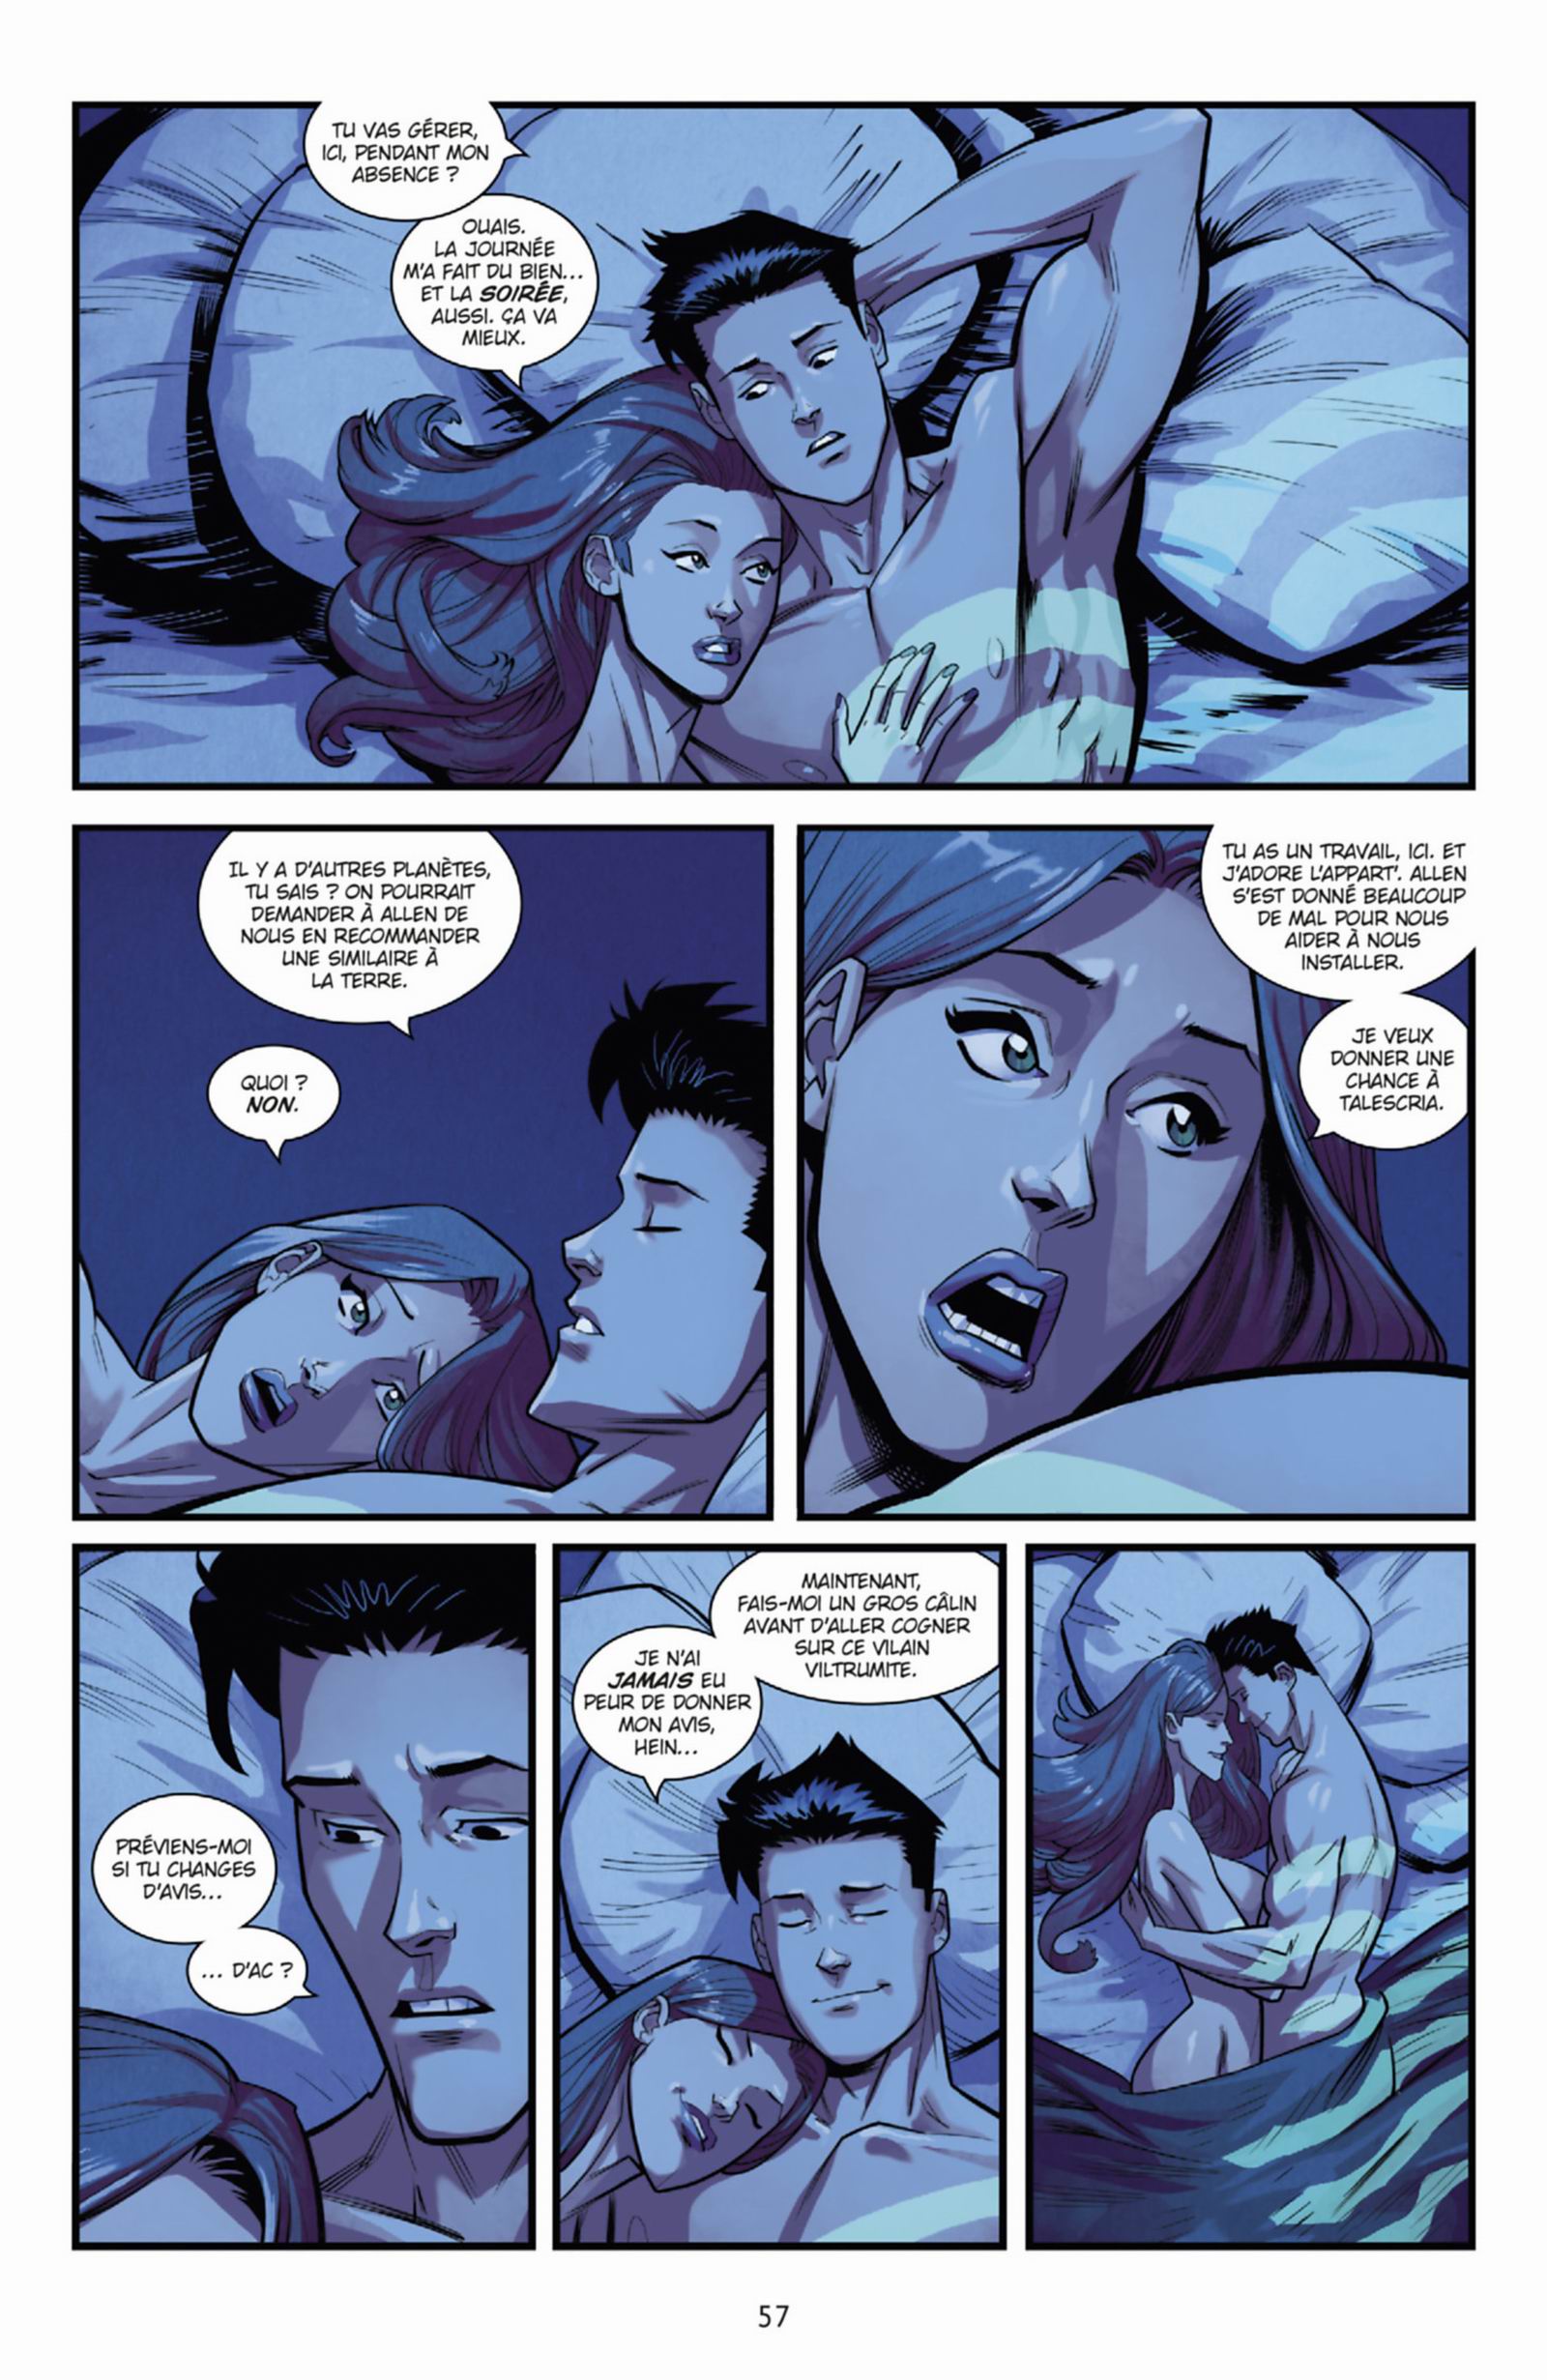 TU VAS GÉRER,
ICI, PENDANT MON
ABSENCE ?
OUAIS.
LA JOURNÉE
M'A FAIT DU BIEN...
ET LA SOIRÉE,
AUSSI. ÇA VA
MIEUX.
IL Y A D'AUTRES PLANÈTES,
TU SAIS ? ON POURRAIT
DEMANDER À ALLEN DE
NOUS EN RECOMMANDER
UNE SIMILAIRE À
LA TERRE.
QUOI ?
NON.
TU AS UN TRAVAIL, ICI. ET
J'ADORE L'APPART'. ALLEN
S'EST DONNÉ BEAUCOUP
DE MAL POUR NOUS
AIDER À NOUS
INSTALLER.
JE VEUX
DONNER UNE
CHANCE À
TALESCRIA.
PRÉVIENS-MOI
SI TU CHANGES
D'AVIS...
... D'AC ?
JE N'AI
JAMAIS EU
PEUR DE DONNER
MON AVIS,
HEIN...
MAINTENANT,
FAIS-MOI UN GROS CÂLIN
AVANT D'ALLER COGNER
SUR CE VILAIN
VILTRUMITE.
57